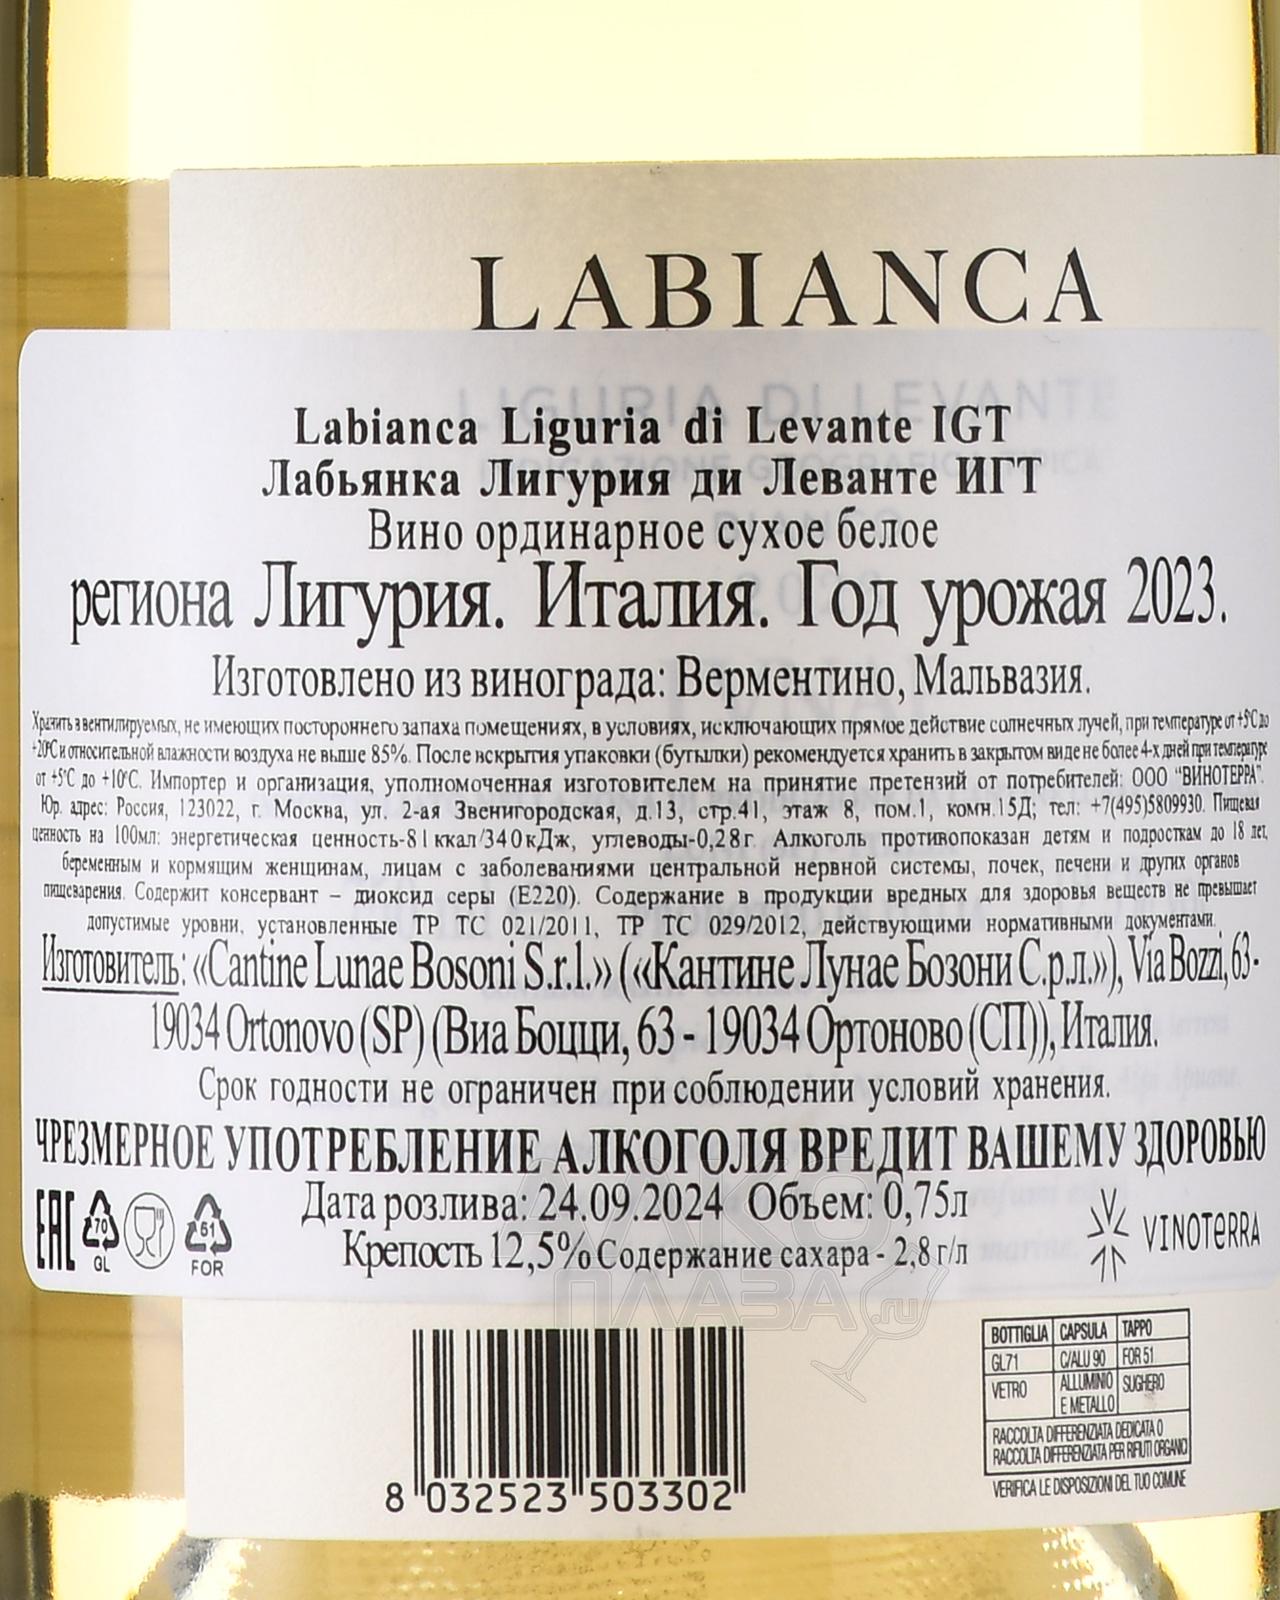 LABIANCA
LIGURIA DI LEVANTE
Labianca Liguria di Levante IGT
Лабьянка Лигурия ди Леванте ИГТ
Вино ординарное сухое белое
региона Лигурия. Италия. Год урожая 2023.
Изготовлено из винограда: Верментино, Мальвазия.
Хранить в вентилируемых, не имеющих постороннего запаха помещениях, в условиях, исключающих прямое действие солнечных лучей, при температуре от +5°C до
+20°C и относительной влажности воздуха не выше 85%. После вскрытия упаковки (бутылки) рекомендуется хранить в закрытом виде не более 4-х дней при температуре
от +5°C до +10°C. Импортер и организация, уполномоченная изготовителем на принятие претензий от потребителей: ООО "ВИНОТЕРРА".
Юр. адрес: Россия, 123022, г. Москва, ул. 2-ая Звенигородская, д.13, стр.41, этаж 8, пом.1, комн.15Д; тел: +7(495)5809930. Пищевая
ценность на 100мл: энергетическая ценность-81ккал/340кДж, углеводы-0,28г. Алкоголь противопоказан детям и подросткам до 18 лет,
беременным и кормящим женщинам, лицам с заболеваниями центральной нервной системы, почек, печени и других органов
пищеварения. Содержит консервант – диоксид серы (Е220). Содержание в продукции вредных для здоровья веществ не превышает
допустимые уровни, установленные ТР ТС 021/2011, ТР ТС 029/2012, действующими нормативными документами.
Изготовитель: «Cantine Lunae Bosoni S.r.l.» («Кантине Лунае Бозони С.р.л.»), Via Bozzi, 63-
19034 Ortonovo (SP) (Виа Боцци, 63 - 19034 Ортоново (СП)), Италия.
Срок годности не ограничен при соблюдении условий хранения.
ЧРЕЗМЕРНОЕ УПОТРЕБЛЕНИЕ АЛКОГОЛЯ ВРЕДИТ ВАШЕМУ ЗДОРОВЬЮ
Дата розлива: 24.09.2024 Объем: 0,75л
Крепость 12,5% Содержание сахара - 2,8 г/л
EAC
70
GL
51
FOR
VINOTERRA
АЛКО
ПЛАЗА.ru
8 032523 503302
BOTTIGLIA CAPSULA TAPPO
GL71 C/ALU 90 FOR 51
VETRO ALLUMINIO E METALLO SUGHERO
RACCOLTA DIFFERENZIATA DEDICATA O
RACCOLTA DIFFERENZIATA PER RIFIUTI ORGANICI
VERIFICA LE DISPOSIZIONI DEL TUO COMUNE